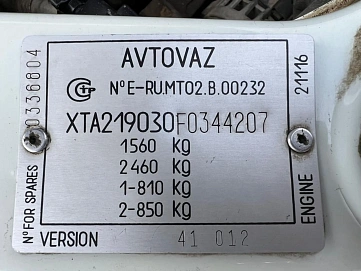 AVTOVAZ
N°E-RU.MT02.B.00232
XTA219030F0344207
1560 Kg
2460 Kg
1-810 Kg
2-850 Kg
VERSION 41 012
N°FOR SPARES 0336804
ENGINE 21116